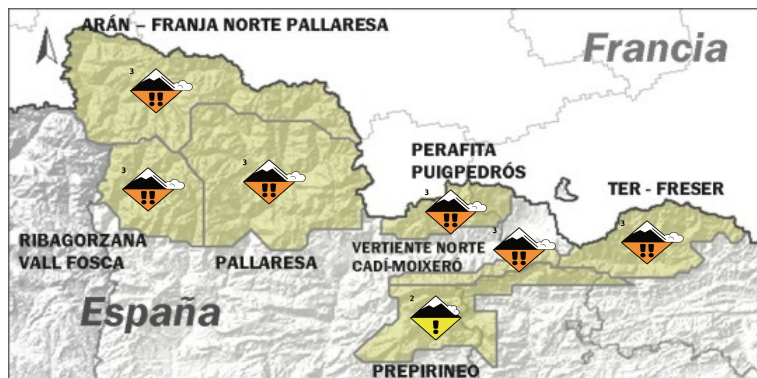 ARÁN – FRANJA NORTE PALLARESA
Francia
3
!!
3
!!
3
!!
PERAFITA
PUIGPEDRÓS
3
!!
TER - FRESER
3
!!
RIBAGORZANA
VALL FOSCA
PALLARESA
VERTIENTE NORTE
CADÍ-MOIXERÓ
3
!!
España
2
!
PREPIRINEO